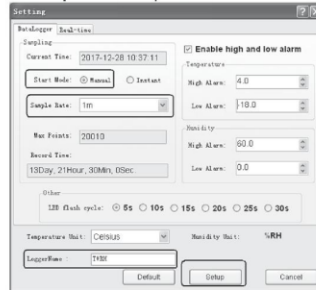 Setting
DataLogger Real-time
Sampling
Current Time: 2017-12-28 10:37:11
Start Mode: Manual Instant
Sample Rate: 1m
Max Points: 20010
Record Time:
13Day, 21Hour, 30Min, 0Sec.
Enable high and low alarm
Temperature
High Alarm: 4.0
Low Alarm: -18.0
Humidity
High Alarm: 60.0
Low Alarm: 0.0
Other
LED flash cycle: 5s 10s 15s 20s 25s 30s
Temperature Unit: Celsius Humidity Unit: %RH
LoggerName :
Default Setup Cancel